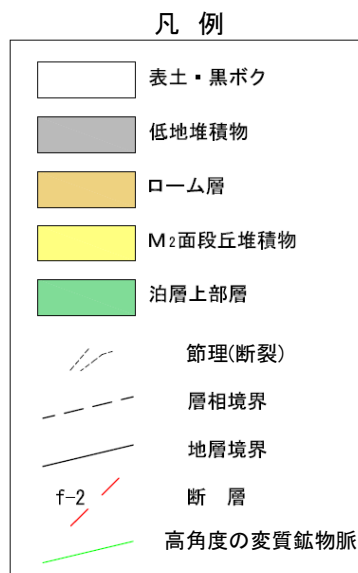 凡 例
表土・黒ボク
低地堆積物
ローム層
M2面段丘堆積物
泊層上部層
節理(断裂)
層相境界
地層境界
f-2 断 層
高角度の変質鉱物脈